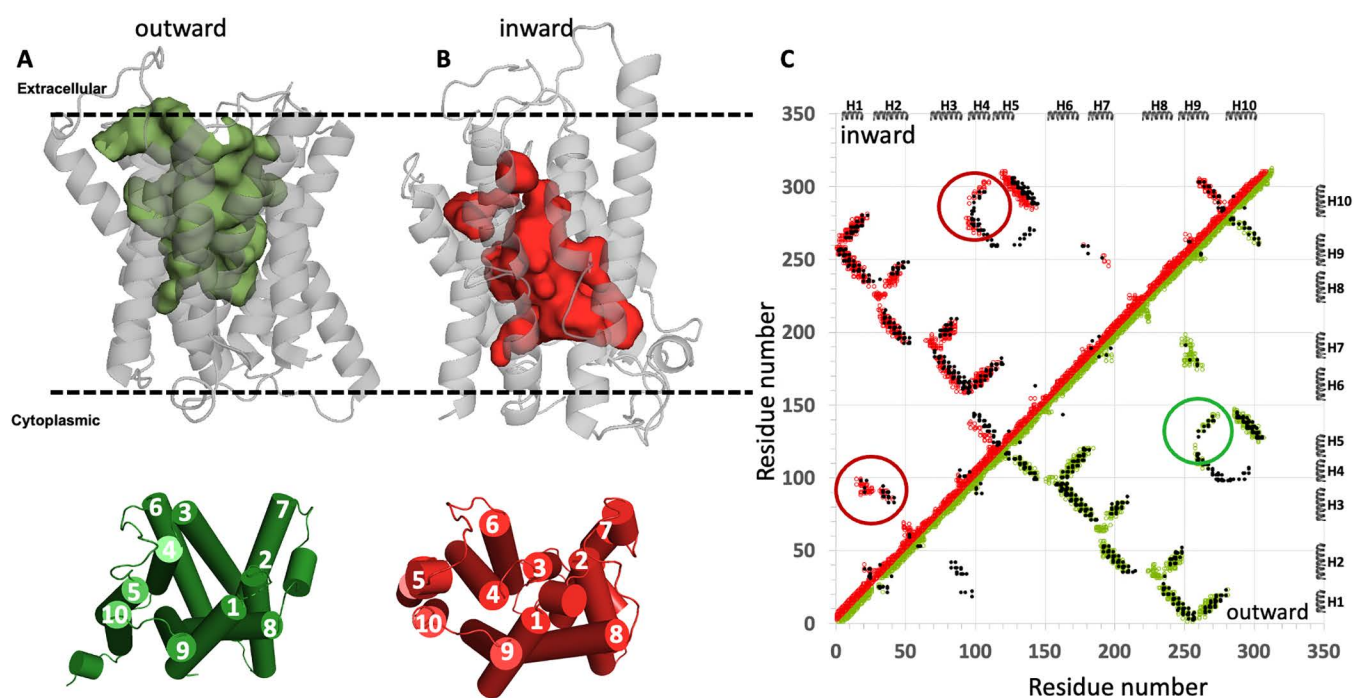 outward
inward
A
B
C
Extracellular
Cytoplasmic
H1 H2 H3 H4 H5 H6 H7 H8 H9 H10
350
inward
300
250
200
150
100
50
0
Residue number
H10
H9
H8
H7
H6
H5
H4
H3
H2
H1
outward
0 50 100 150 200 250 300 350
Residue number
6 3 7
4 2
5
10 1 8
9
6 7
5 3 2
4
10 1 8
9